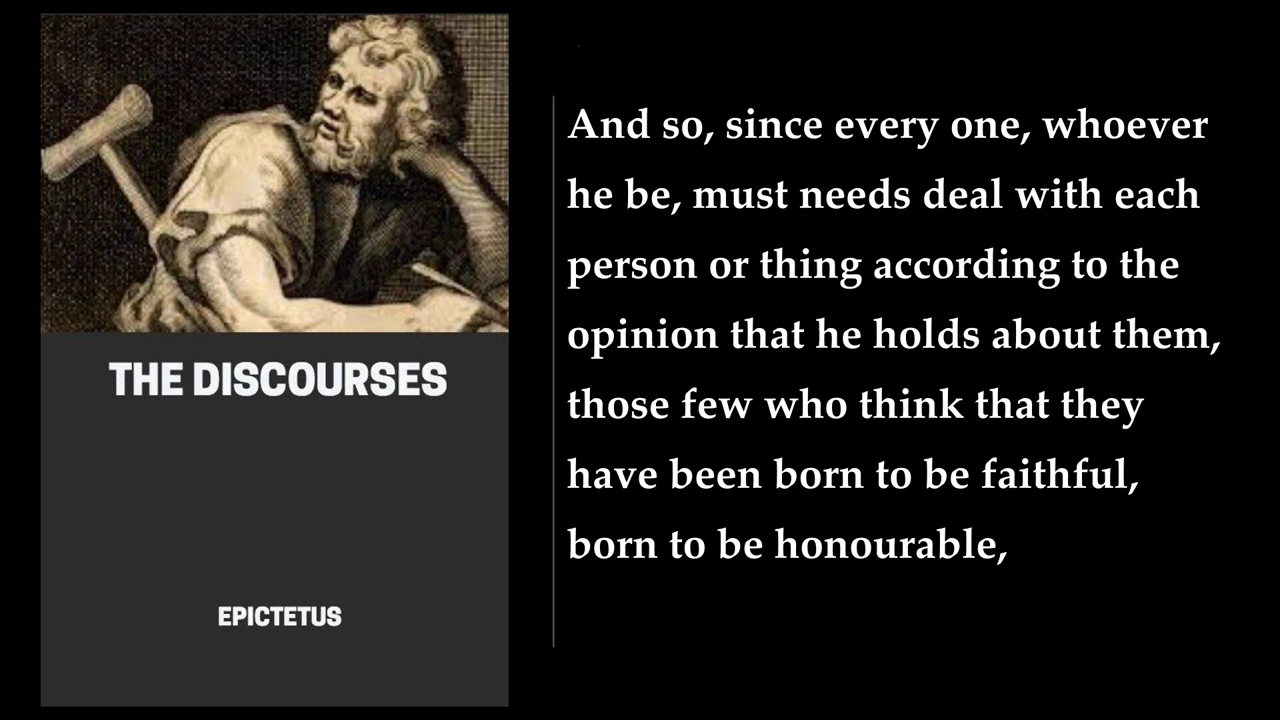 THE DISCOURSES
EPICTETUS
And so, since every one, whoever
he be, must needs deal with each
person or thing according to the
opinion that he holds about them,
those few who think that they
have been born to be faithful,
born to be honourable,